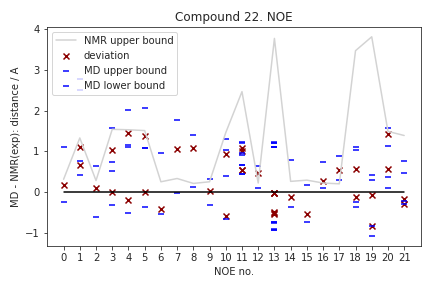 Compound 22. NOE
NMR upper bound
deviation
MD upper bound
MD lower bound
MD - NMR(exp): distance / A
4
3
2
1
0
−1
0 1 2 3 4 5 6 7 8 9 10 11 12 13 14 15 16 17 18 19 20 21
NOE no.